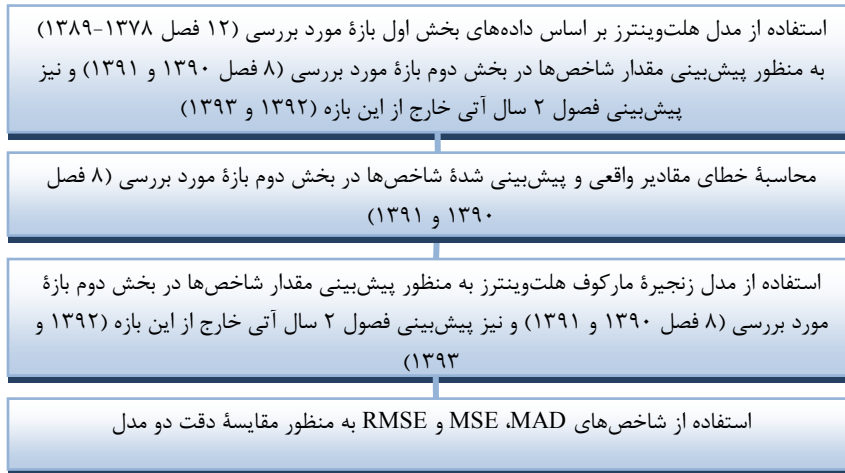 استفاده از مدل هلت‌وینترز بر اساس داده‌های بخش اول بازهٔ مورد بررسی (۱۲ فصل ۱۳۷۸-۱۳۸۹)
به منظور پیش‌بینی مقدار شاخص‌ها در بخش دوم بازهٔ مورد بررسی (۸ فصل ۱۳۹۰ و ۱۳۹۱) و نیز
پیش‌بینی فصول ۲ سال آتی خارج از این بازه (۱۳۹۲ و ۱۳۹۳)
محاسبهٔ خطای مقادیر واقعی و پیش‌بینی شدهٔ شاخص‌ها در بخش دوم بازهٔ مورد بررسی (۸ فصل
۱۳۹۰ و ۱۳۹۱)
استفاده از مدل زنجیرهٔ مارکوف هلت‌وینترز به منظور پیش‌بینی مقدار شاخص‌ها در بخش دوم بازهٔ
مورد بررسی (۸ فصل ۱۳۹۰ و ۱۳۹۱) و نیز پیش‌بینی فصول ۲ سال آتی خارج از این بازه (۱۳۹۲ و
۱۳۹۳)
استفاده از شاخص‌های MSE ،MAD و RMSE به منظور مقایسهٔ دقت دو مدل